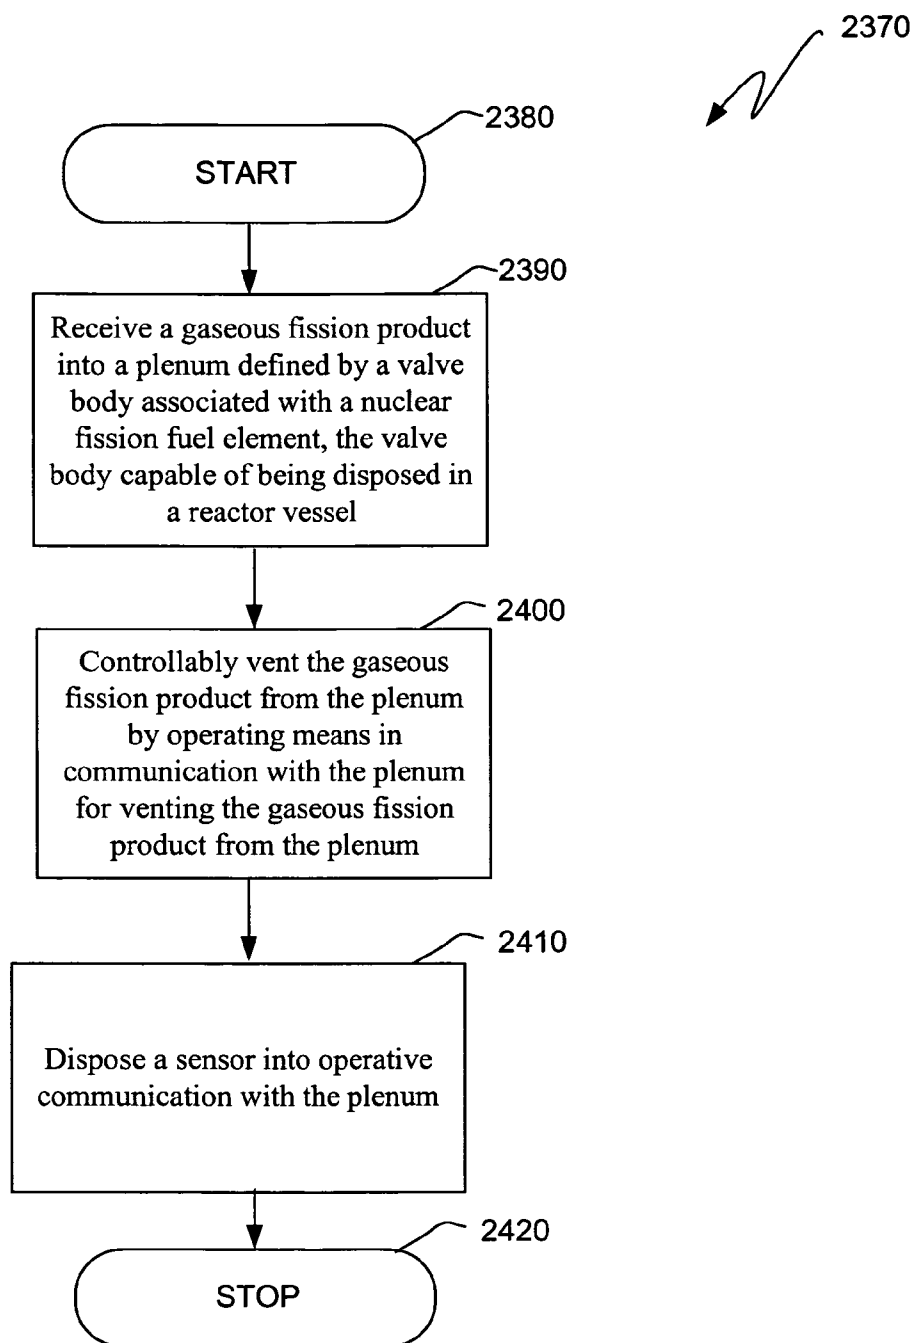 2370
2380
START
2390
Receive a gaseous fission product
into a plenum defined by a valve
body associated with a nuclear
fission fuel element, the valve
body capable of being disposed in
a reactor vessel
2400
Controllably vent the gaseous
fission product from the plenum
by operating means in
communication with the plenum
for venting the gaseous fission
product from the plenum
2410
Dispose a sensor into operative
communication with the plenum
2420
STOP